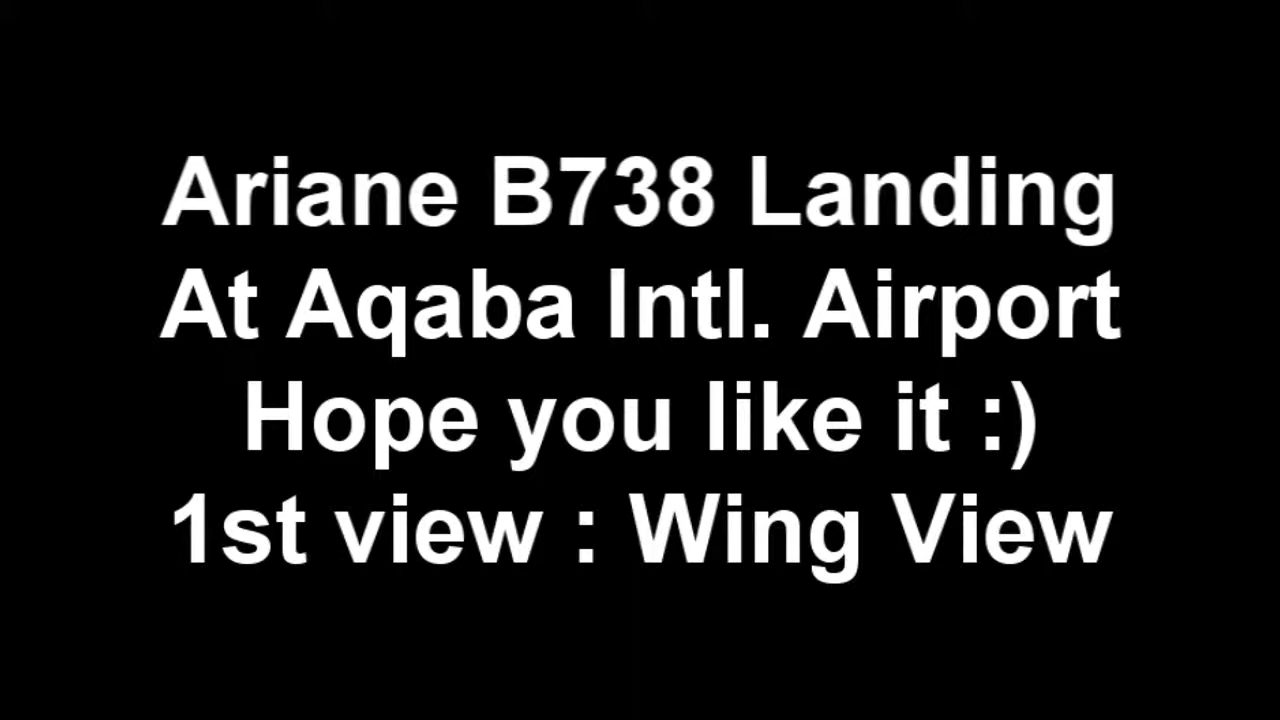 Ariane B738 Landing
At Aqaba Intl. Airport
Hope you like it :)
1st view : Wing View